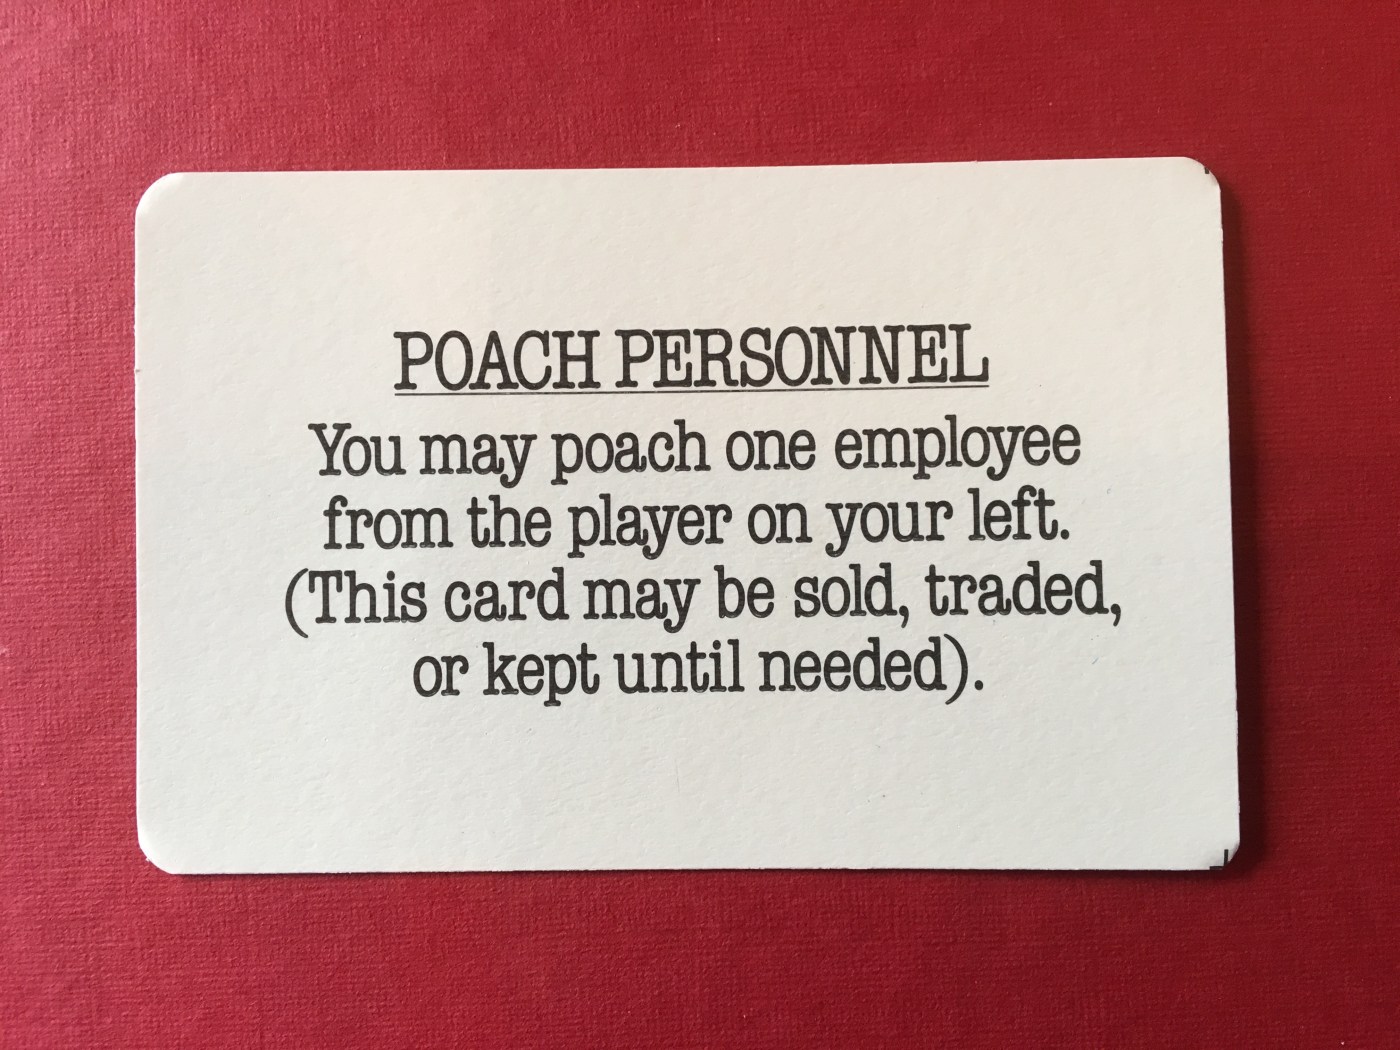 POACH PERSONNEL
You may poach one employee
from the player on your left.
(This card may be sold, traded,
or kept until needed).